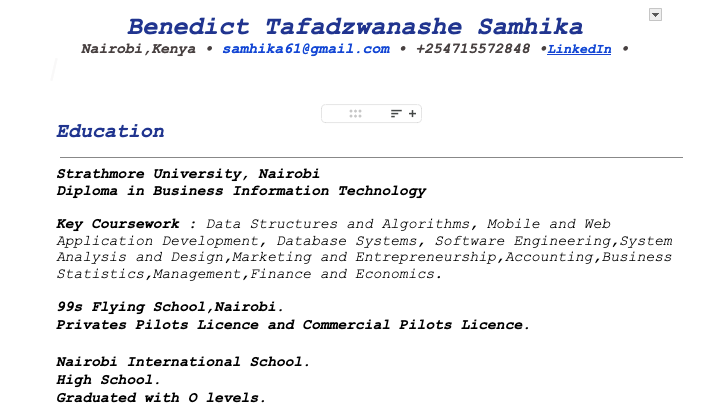 Benedict Tafadzwanashe Samhika
Nairobi,Kenya • samhika61@gmail.com • +254715572848 •LinkedIn •
Education
Strathmore University, Nairobi
Diploma in Business Information Technology
Key Coursework : Data Structures and Algorithms, Mobile and Web
Application Development, Database Systems, Software Engineering,System
Analysis and Design,Marketing and Entrepreneurship,Accounting,Business
Statistics,Management,Finance and Economics.
99s Flying School,Nairobi.
Privates Pilots Licence and Commercial Pilots Licence.
Nairobi International School.
High School.
Graduated with O levels.